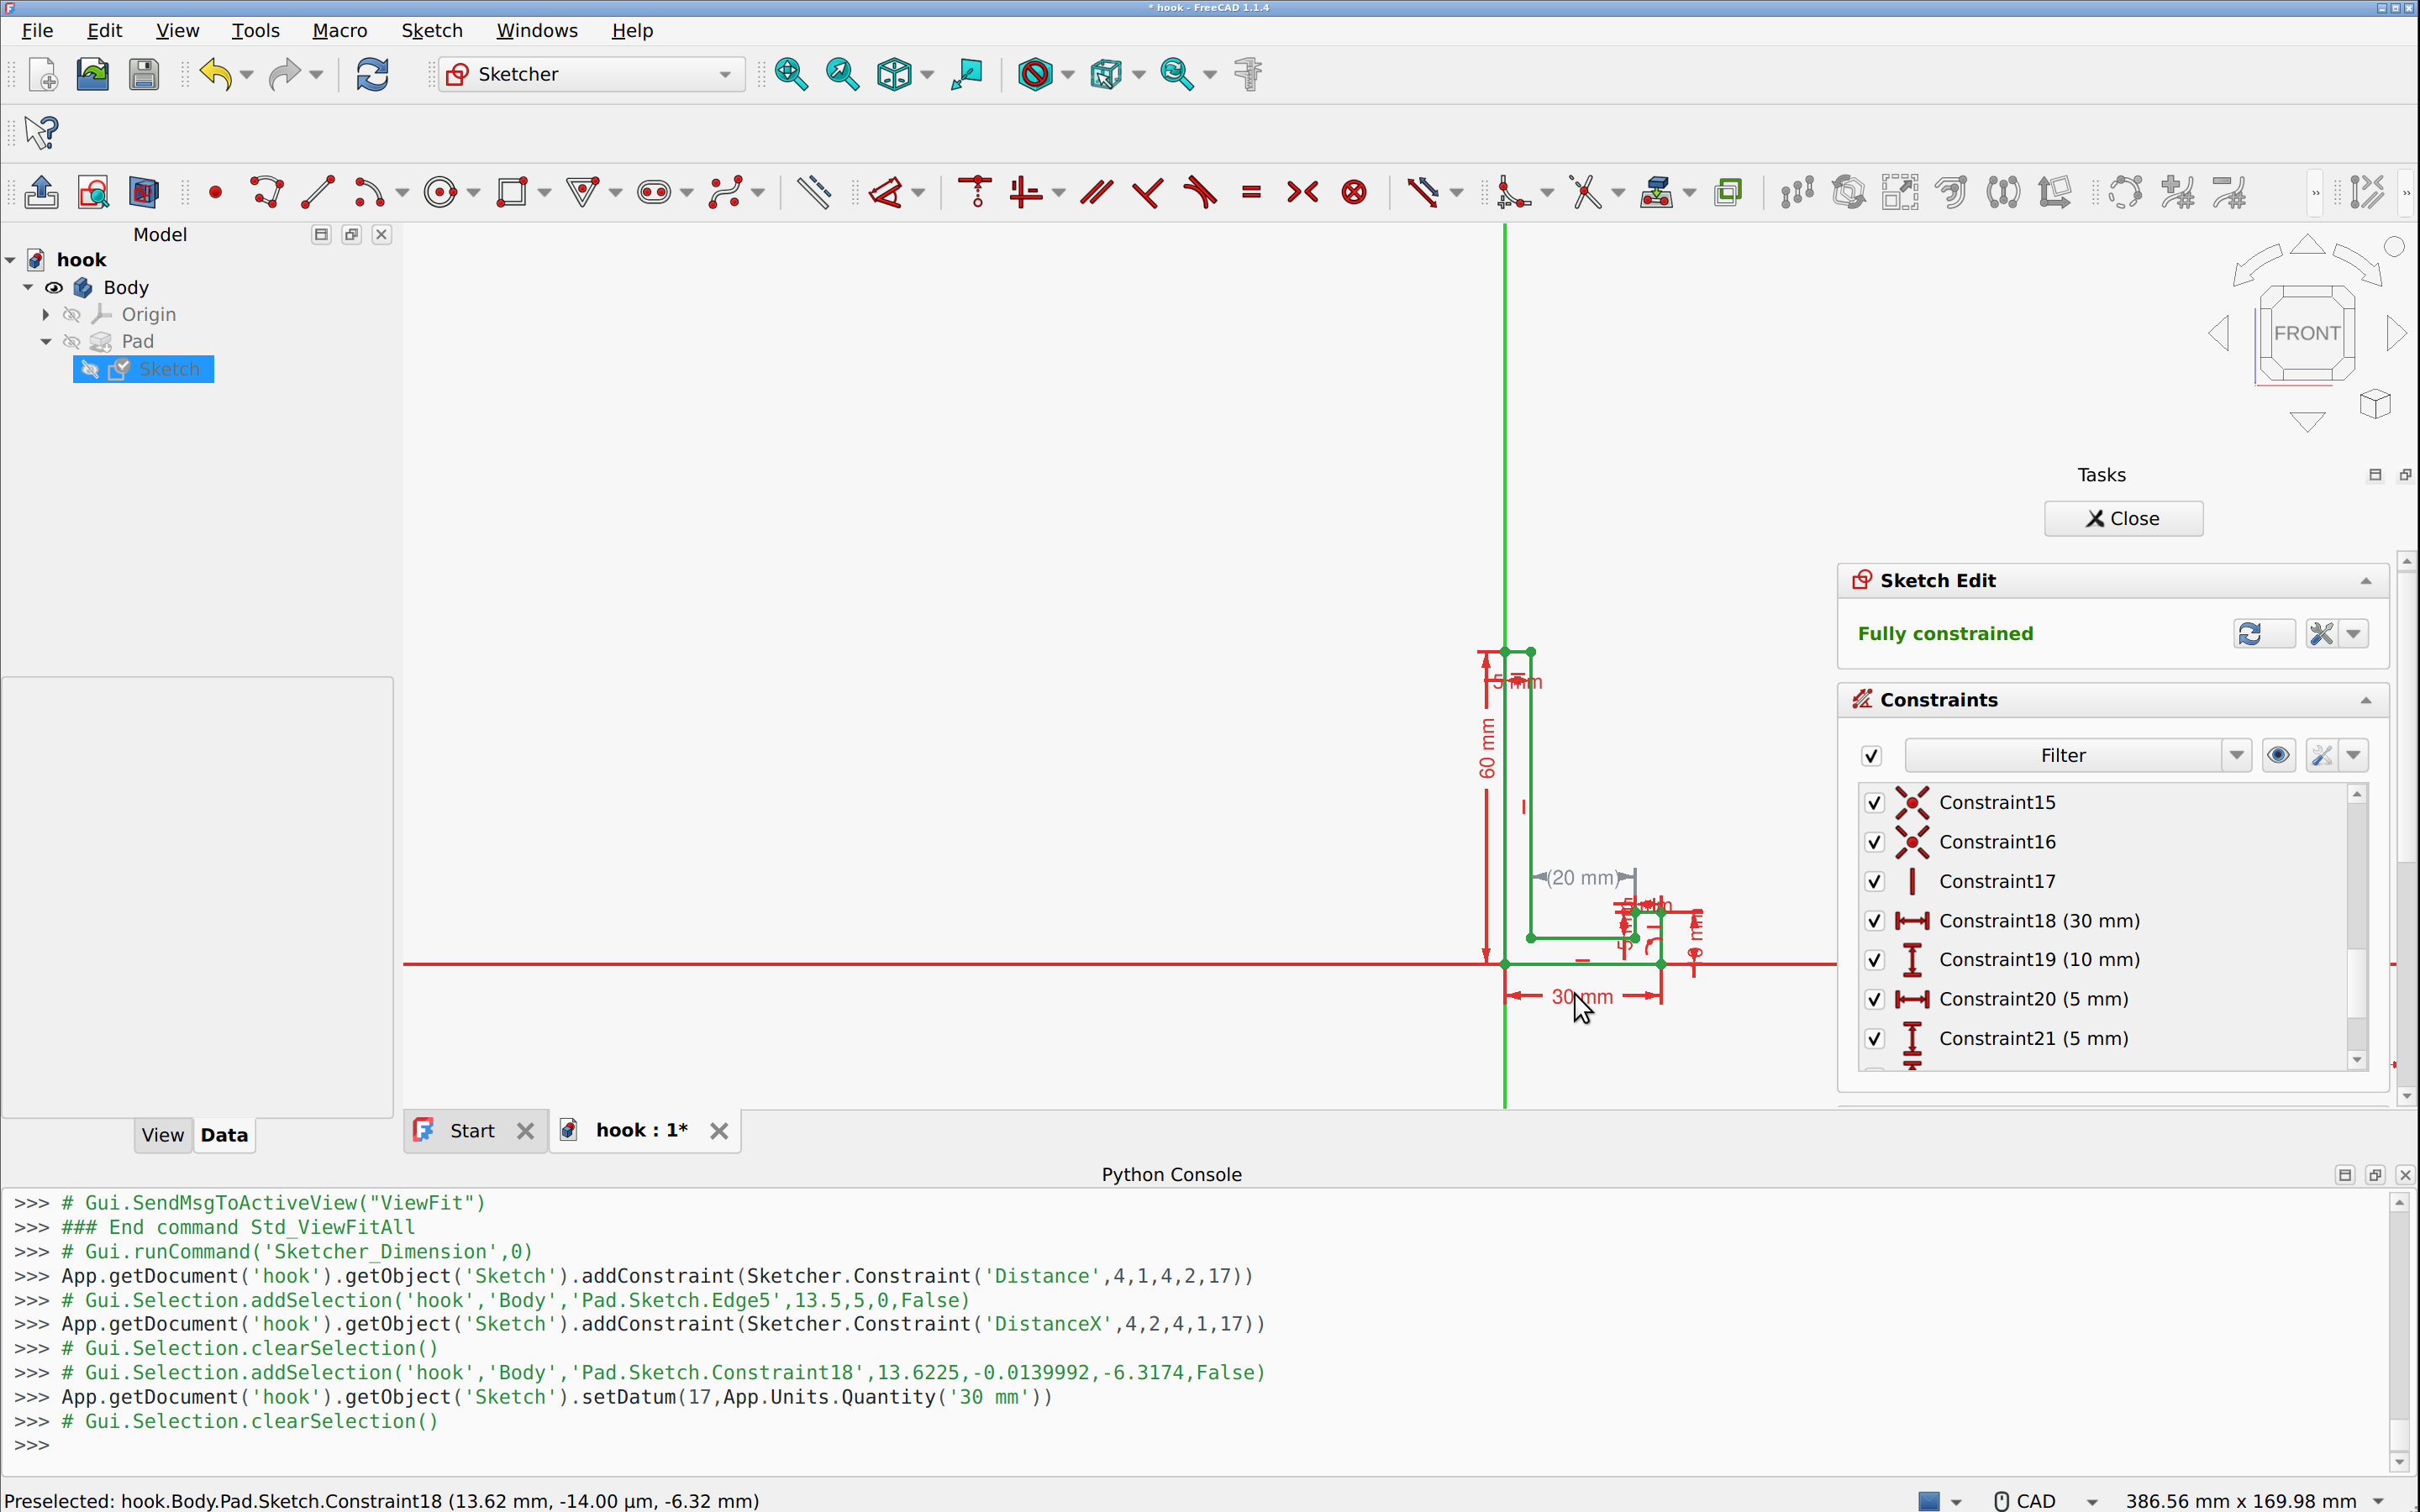 * hook - FreeCAD 1.1.4
File Edit View Tools Macro Sketch Windows Help
Sketcher
Model
hook
Body
Origin
Pad
Sketch
FRONT
Tasks
Close
Sketch Edit
Fully constrained
Constraints
Filter
Constraint15
Constraint16
Constraint17
Constraint18 (30 mm)
Constraint19 (10 mm)
Constraint20 (5 mm)
Constraint21 (5 mm)
5 mm
60 mm
(20 mm)
30 mm
View Data
Start
hook : 1*
Python Console
>>> # Gui.SendMsgToActiveView("ViewFit")
>>> ### End command Std_ViewFitAll
>>> # Gui.runCommand('Sketcher_Dimension',0)
>>> App.getDocument('hook').getObject('Sketch').addConstraint(Sketcher.Constraint('Distance',4,1,4,2,17))
>>> # Gui.Selection.addSelection('hook','Body','Pad.Sketch.Edge5',13.5,5,0,False)
>>> App.getDocument('hook').getObject('Sketch').addConstraint(Sketcher.Constraint('DistanceX',4,2,4,1,17))
>>> # Gui.Selection.clearSelection()
>>> # Gui.Selection.addSelection('hook','Body','Pad.Sketch.Constraint18',13.6225,-0.0139992,-6.3174,False)
>>> App.getDocument('hook').getObject('Sketch').setDatum(17,App.Units.Quantity('30 mm'))
>>> # Gui.Selection.clearSelection()
>>>
Preselected: hook.Body.Pad.Sketch.Constraint18 (13.62 mm, -14.00 µm, -6.32 mm)
CAD
386.56 mm x 169.98 mm